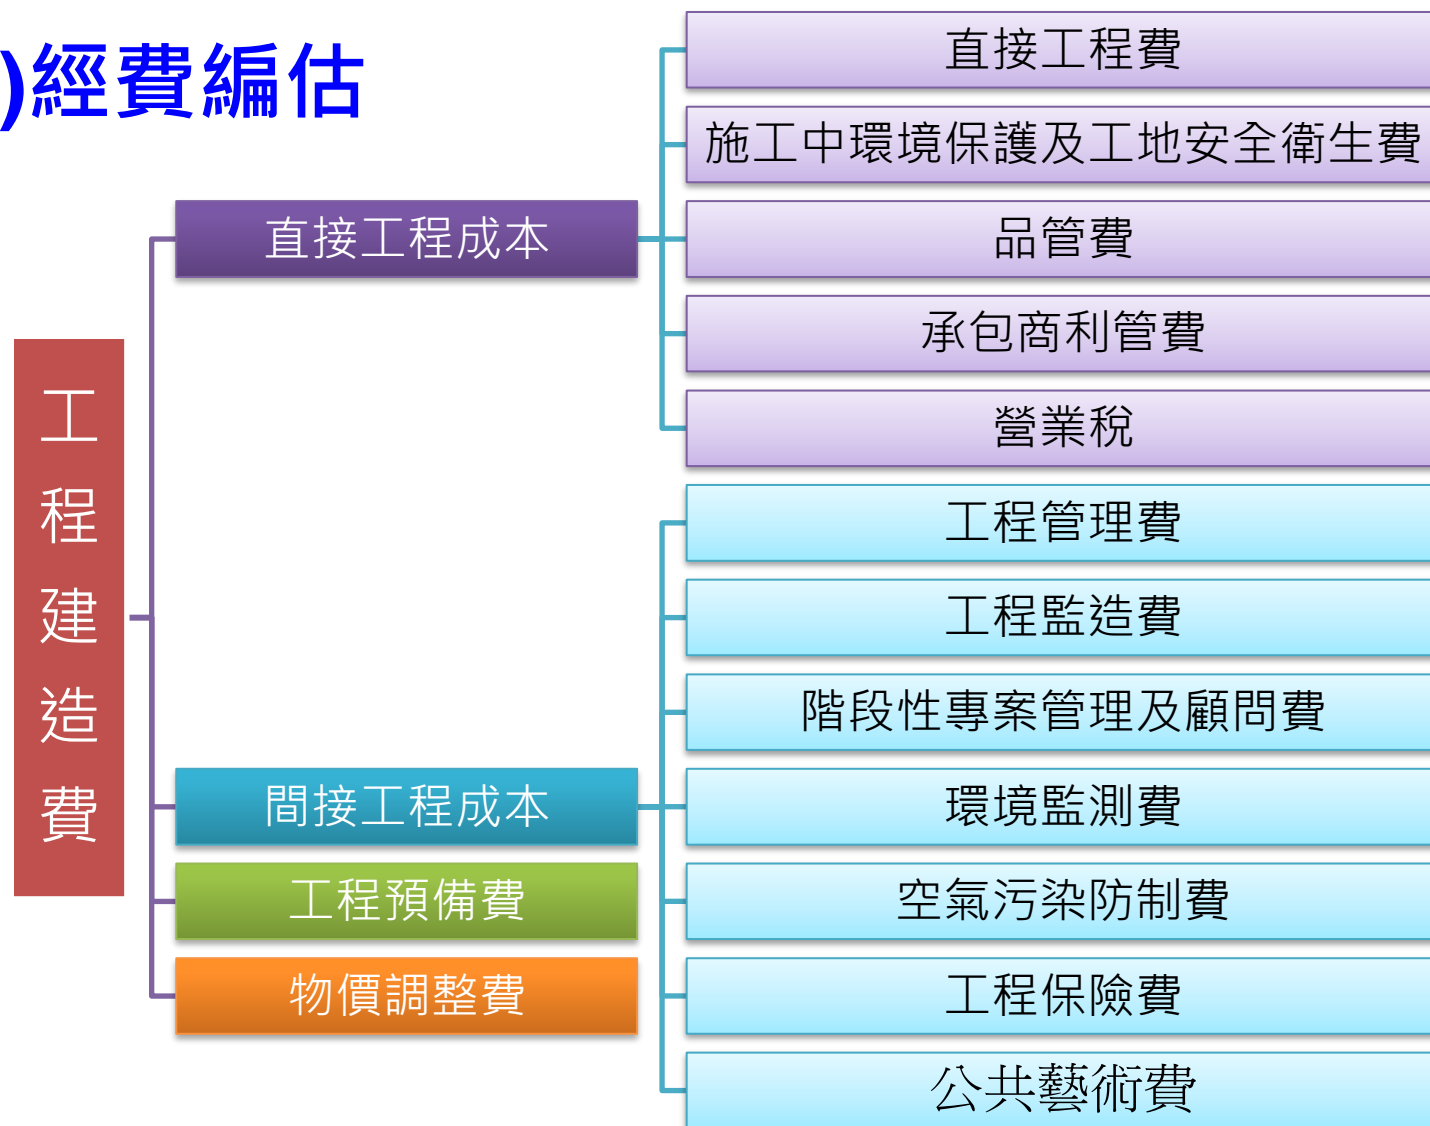 )經費編估
工程建造費
直接工程成本
直接工程費
施工中環境保護及工地安全衛生費
品管費
承包商利管費
營業稅
間接工程成本
工程管理費
工程監造費
階段性專案管理及顧問費
環境監測費
空氣污染防制費
工程保險費
公共藝術費
工程預備費
物價調整費